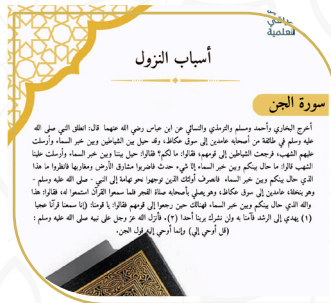 علمية
أسباب النزول
سورة الجن
أخرج البخاري وأحمد ومسلم والترمذي والنسائي عن ابن عباس رضي الله عنهما قال: انطلق النبي صلى الله
عليه وسلم في طائفة من أصحابه عامدين إلى سوق عكاظ، وقد حيل بين الشياطين وبين خبر السماء وأرسلت
عليهم الشهب، فرجعت الشياطين إلى قومهم، فقالوا: ما لكم؟ فقالوا: حيل بيننا وبين خبر السماء وأرسلت علينا
الشهب قالوا: ما حال بينكم وبين خبر السماء إلا شيء حدث فاضربوا مشارق الأرض ومغاربها فانظروا ما هذا
الذي حال بينكم وبين خبر السماء فانصرف أولئك الذين توجهوا نحو تهامة إلى النبي - صلى الله عليه وسلم -
وهو بنخلة، عامدين إلى سوق عكاظ، وهو يصلي بأصحابه صلاة الفجر فلما سمعوا القرآن استمعوا له، فقالوا: هذا
والله الذي حال بينكم وبين خبر السماء فهنالك حين رجعوا إلى قومهم فقالوا: يا قومنا: (إنا سمعنا قرآنا عجبا
(١) يهدي إلى الرشد فآمنا به ولن نشرك بربنا أحدا (٢). فأنزل الله عز وجل على نبيه صلى الله عليه وسلم :
(قل أوحي إلي) وإنما أوحي إليه قول الجن.